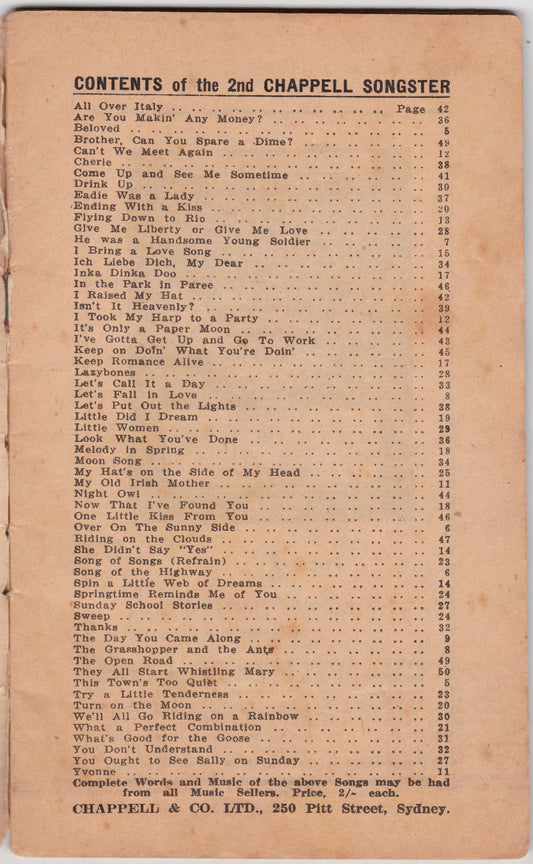 CONTENTS of the 2nd CHAPPELL SONGSTER
All Over Italy .. .. .. .. .. .. .. .. .. .. .. Page 42
Are You Makin' Any Money? .. .. .. .. .. .. .. .. 36
Beloved .. .. .. .. .. .. .. .. .. .. .. .. .. 5
Brother, Can You Spare a Dime? .. .. .. .. .. .. .. 49
Can't We Meet Again .. .. .. .. .. .. .. .. .. .. 12
Cherie .. .. .. .. .. .. .. .. .. .. .. .. .. 38
Come Up and See Me Sometime .. .. .. .. .. .. .. 41
Drink Up .. .. .. .. .. .. .. .. .. .. .. .. .. 30
Eadie Was a Lady .. .. .. .. .. .. .. .. .. .. .. 37
Ending With a Kiss .. .. .. .. .. .. .. .. .. .. 20
Flying Down to Rio .. .. .. .. .. .. .. .. .. .. 13
Give Me Liberty or Give Me Love .. .. .. .. .. .. 28
He was a Handsome Young Soldier .. .. .. .. .. .. 7
I Bring a Love Song .. .. .. .. .. .. .. .. .. .. 15
Ich Liebe Dich, My Dear .. .. .. .. .. .. .. .. .. 34
Inka Dinka Doo .. .. .. .. .. .. .. .. .. .. .. 17
In the Park in Paree .. .. .. .. .. .. .. .. .. .. 46
I Raised My Hat .. .. .. .. .. .. .. .. .. .. .. 42
Isn't It Heavenly? .. .. .. .. .. .. .. .. .. .. 39
I Took My Harp to a Party .. .. .. .. .. .. .. .. 12
It's Only a Paper Moon .. .. .. .. .. .. .. .. .. 44
I've Gotta Get Up and Go To Work .. .. .. .. .. .. 43
Keep on Doin' What You're Doin' .. .. .. .. .. .. 45
Keep Romance Alive .. .. .. .. .. .. .. .. .. .. 17
Lazybones .. .. .. .. .. .. .. .. .. .. .. .. 28
Let's Call It a Day .. .. .. .. .. .. .. .. .. .. 33
Let's Fall in Love .. .. .. .. .. .. .. .. .. .. 8
Let's Put Out the Lights .. .. .. .. .. .. .. .. .. 38
Little Did I Dream .. .. .. .. .. .. .. .. .. .. 19
Little Women .. .. .. .. .. .. .. .. .. .. .. 29
Look What You've Done .. .. .. .. .. .. .. .. .. 36
Melody in Spring .. .. .. .. .. .. .. .. .. .. .. 18
Moon Song .. .. .. .. .. .. .. .. .. .. .. .. 34
My Hat's on the Side of My Head .. .. .. .. .. .. 25
My Old Irish Mother .. .. .. .. .. .. .. .. .. .. 11
Night Owl .. .. .. .. .. .. .. .. .. .. .. .. 44
Now That I've Found You .. .. .. .. .. .. .. .. .. 18
One Little Kiss From You .. .. .. .. .. .. .. .. .. 46
Over On The Sunny Side .. .. .. .. .. .. .. .. .. 6
Riding on the Clouds .. .. .. .. .. .. .. .. .. .. 47
She Didn't Say "Yes" .. .. .. .. .. .. .. .. .. .. 14
Song of Songs (Refrain) .. .. .. .. .. .. .. .. .. 23
Song of the Highway .. .. .. .. .. .. .. .. .. .. 6
Spin a Little Web of Dreams .. .. .. .. .. .. .. .. 14
Springtime Reminds Me of You .. .. .. .. .. .. .. 24
Sunday School Stories .. .. .. .. .. .. .. .. .. .. 27
Sweep .. .. .. .. .. .. .. .. .. .. .. .. .. 24
Thanks .. .. .. .. .. .. .. .. .. .. .. .. .. 32
The Day You Came Along .. .. .. .. .. .. .. .. .. 9
The Grasshopper and the Ants .. .. .. .. .. .. .. 8
The Open Road .. .. .. .. .. .. .. .. .. .. .. 49
They All Start Whistling Mary .. .. .. .. .. .. .. 50
This Town's Too Quiet .. .. .. .. .. .. .. .. .. .. 5
Try a Little Tenderness .. .. .. .. .. .. .. .. .. 23
Turn on the Moon .. .. .. .. .. .. .. .. .. .. .. 20
We'll All Go Riding on a Rainbow .. .. .. .. .. .. 30
What a Perfect Combination .. .. .. .. .. .. .. .. 21
What's Good for the Goose .. .. .. .. .. .. .. .. 31
You Don't Understand .. .. .. .. .. .. .. .. .. .. 32
You Ought to See Sally on Sunday .. .. .. .. .. .. 27
Yvonne .. .. .. .. .. .. .. .. .. .. .. .. .. 11
Complete Words and Music of the above Songs may be had
from all Music Sellers. Price, 2/- each.
CHAPPELL & CO. LTD., 250 Pitt Street, Sydney.